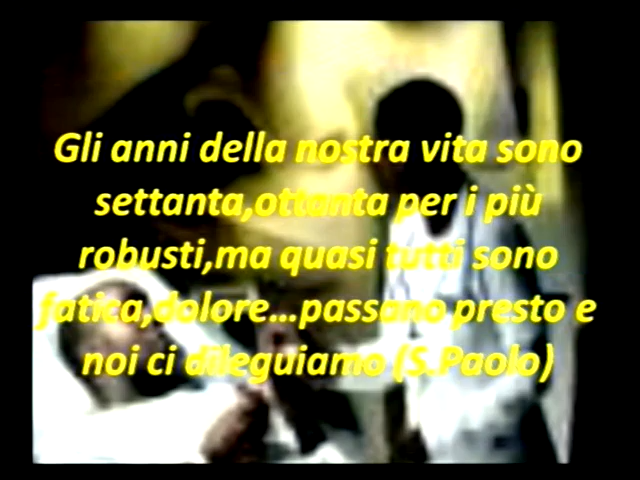 Gli anni della nostra vita sono
settanta,ottanta per i più
robusti,ma quasi tutti sono
fatica,dolore...passano presto e
noi ci dileguiamo (S.Paolo)